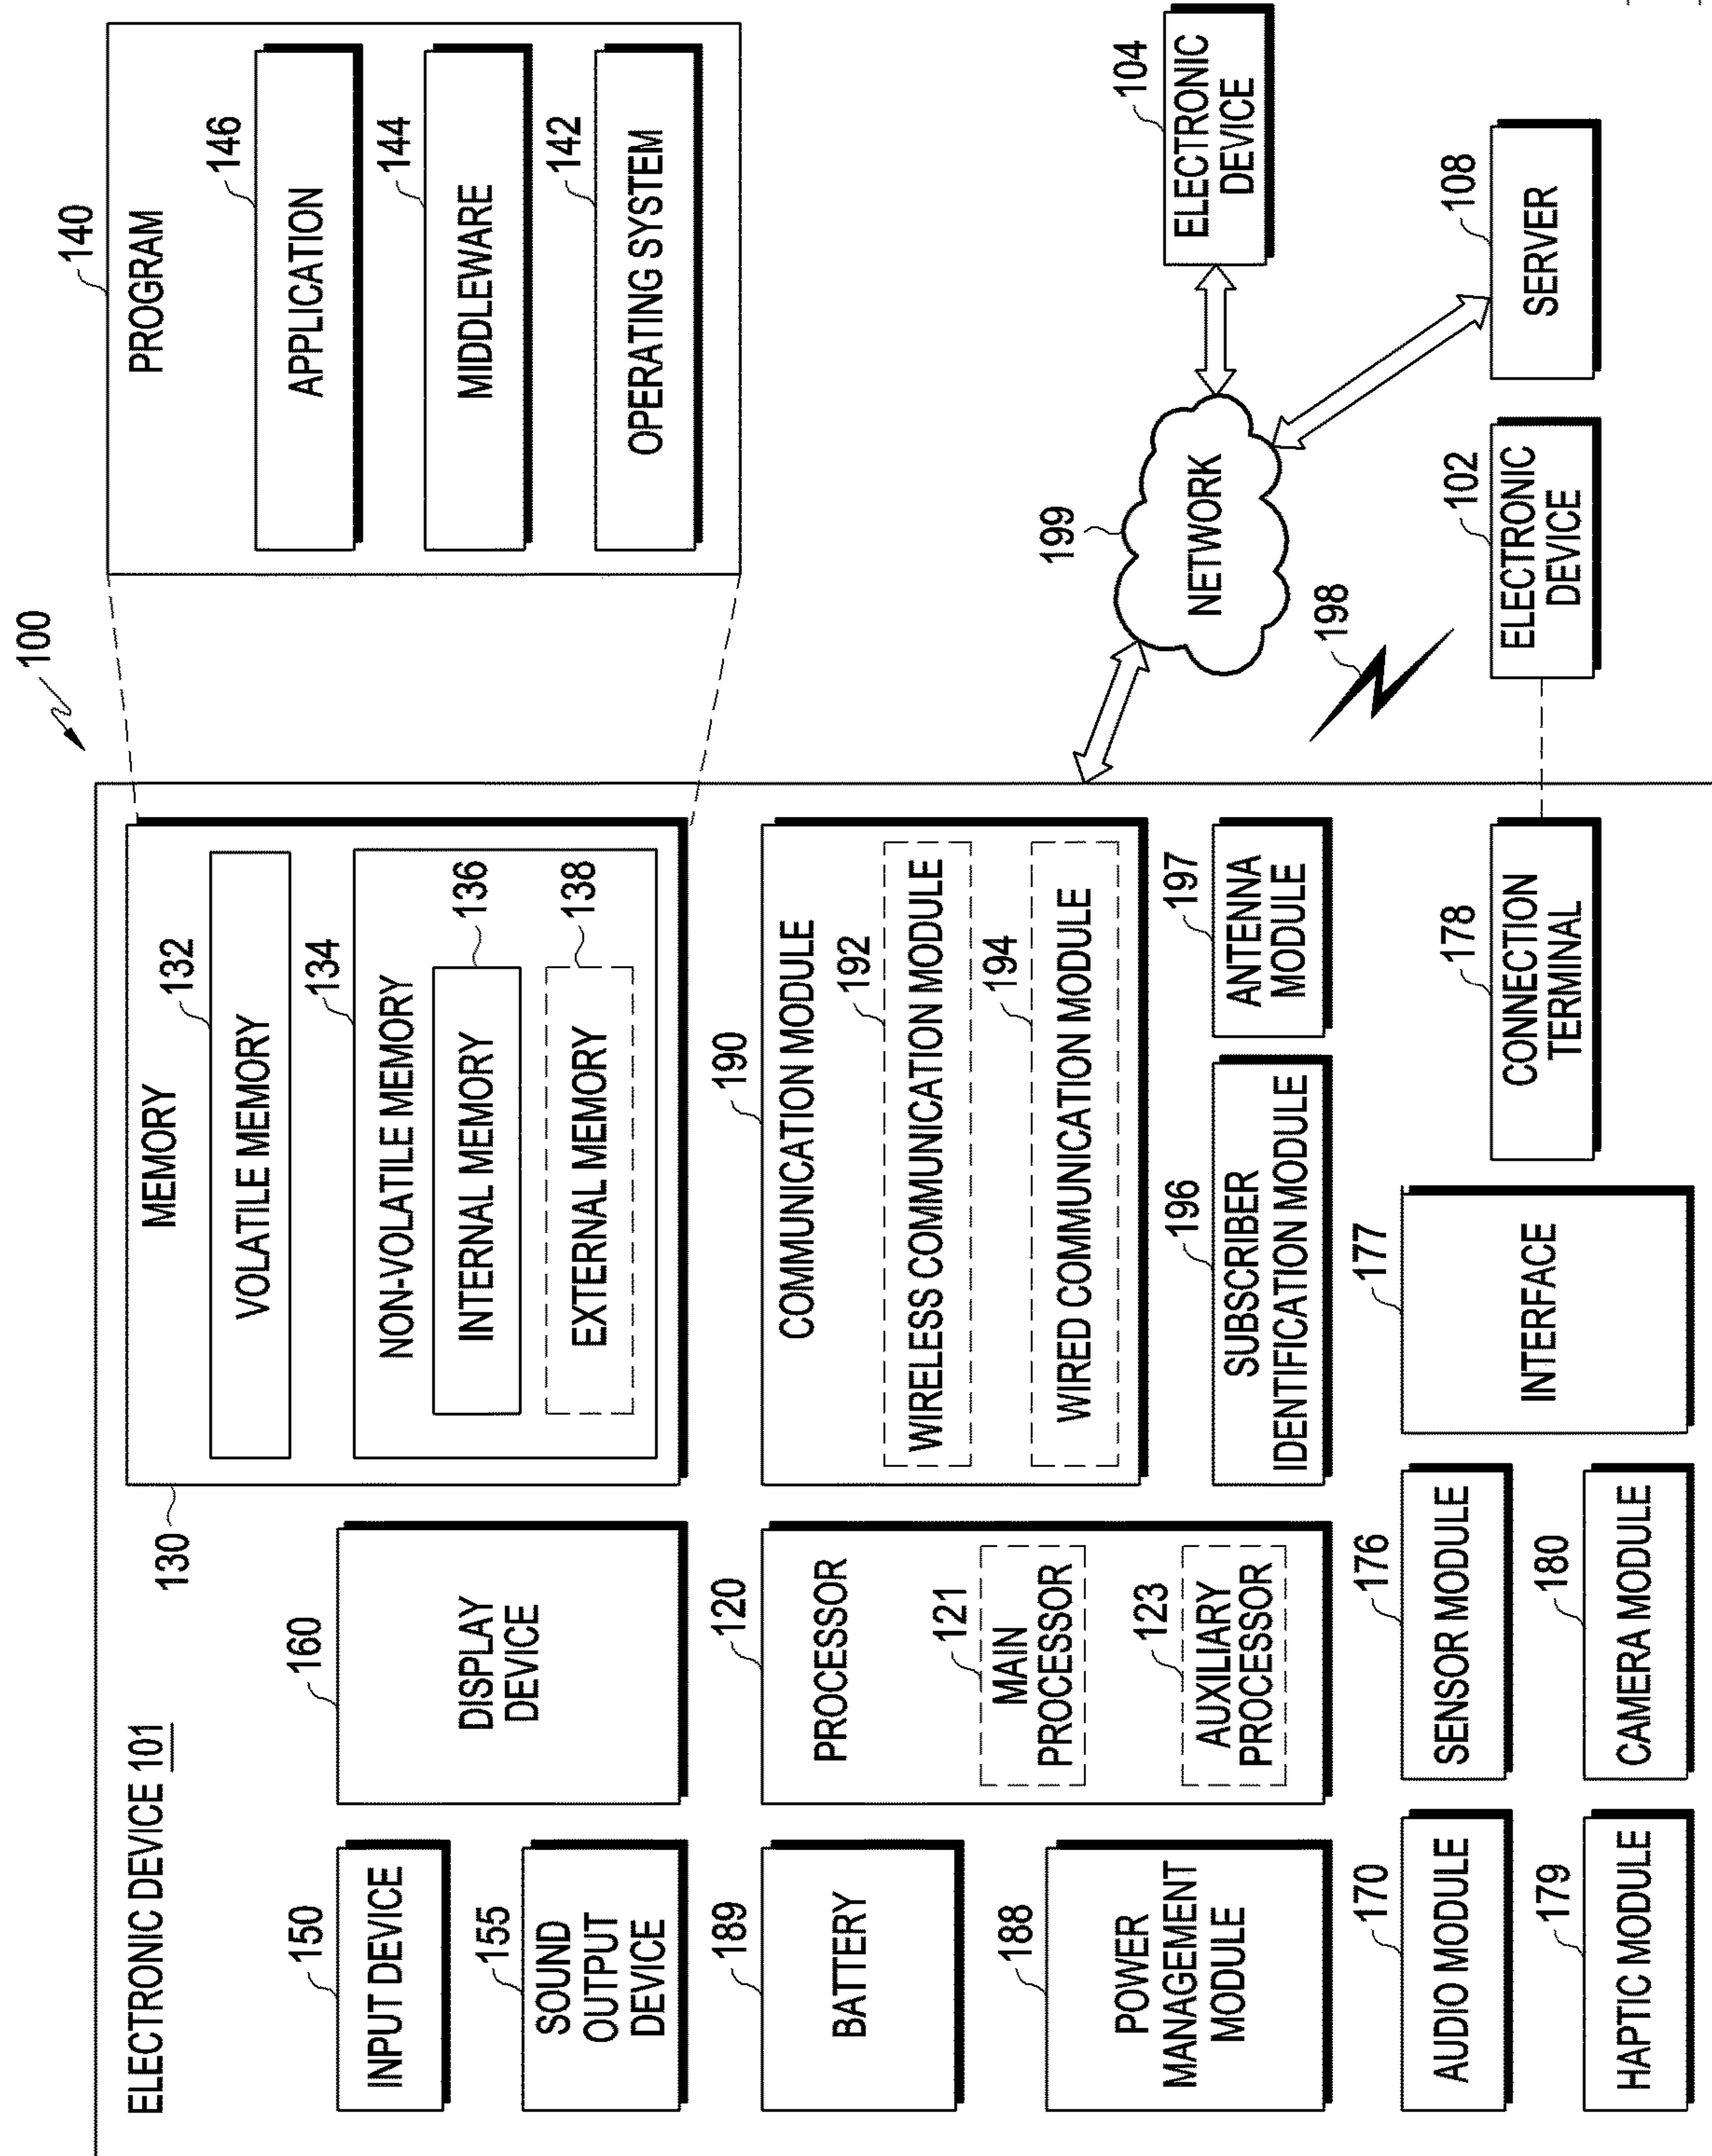 100
ELECTRONIC DEVICE 101
150
INPUT DEVICE
155
SOUND
OUTPUT
DEVICE
160
DISPLAY
DEVICE
130
MEMORY
132
VOLATILE MEMORY
134
NON-VOLATILE MEMORY
136
INTERNAL MEMORY
138
EXTERNAL MEMORY
140
PROGRAM
146
APPLICATION
144
MIDDLEWARE
142
OPERATING SYSTEM
189
BATTERY
188
POWER
MANAGEMENT
MODULE
120
PROCESSOR
121
MAIN
PROCESSOR
123
AUXILIARY
PROCESSOR
190
COMMUNICATION MODULE
192
WIRELESS COMMUNICATION MODULE
194
WIRED COMMUNICATION MODULE
196
SUBSCRIBER
IDENTIFICATION MODULE
197
ANTENNA
MODULE
199
NETWORK
104
ELECTRONIC
DEVICE
170
AUDIO MODULE
176
SENSOR MODULE
177
INTERFACE
178
CONNECTION
TERMINAL
198
102
ELECTRONIC
DEVICE
108
SERVER
179
HAPTIC MODULE
180
CAMERA MODULE